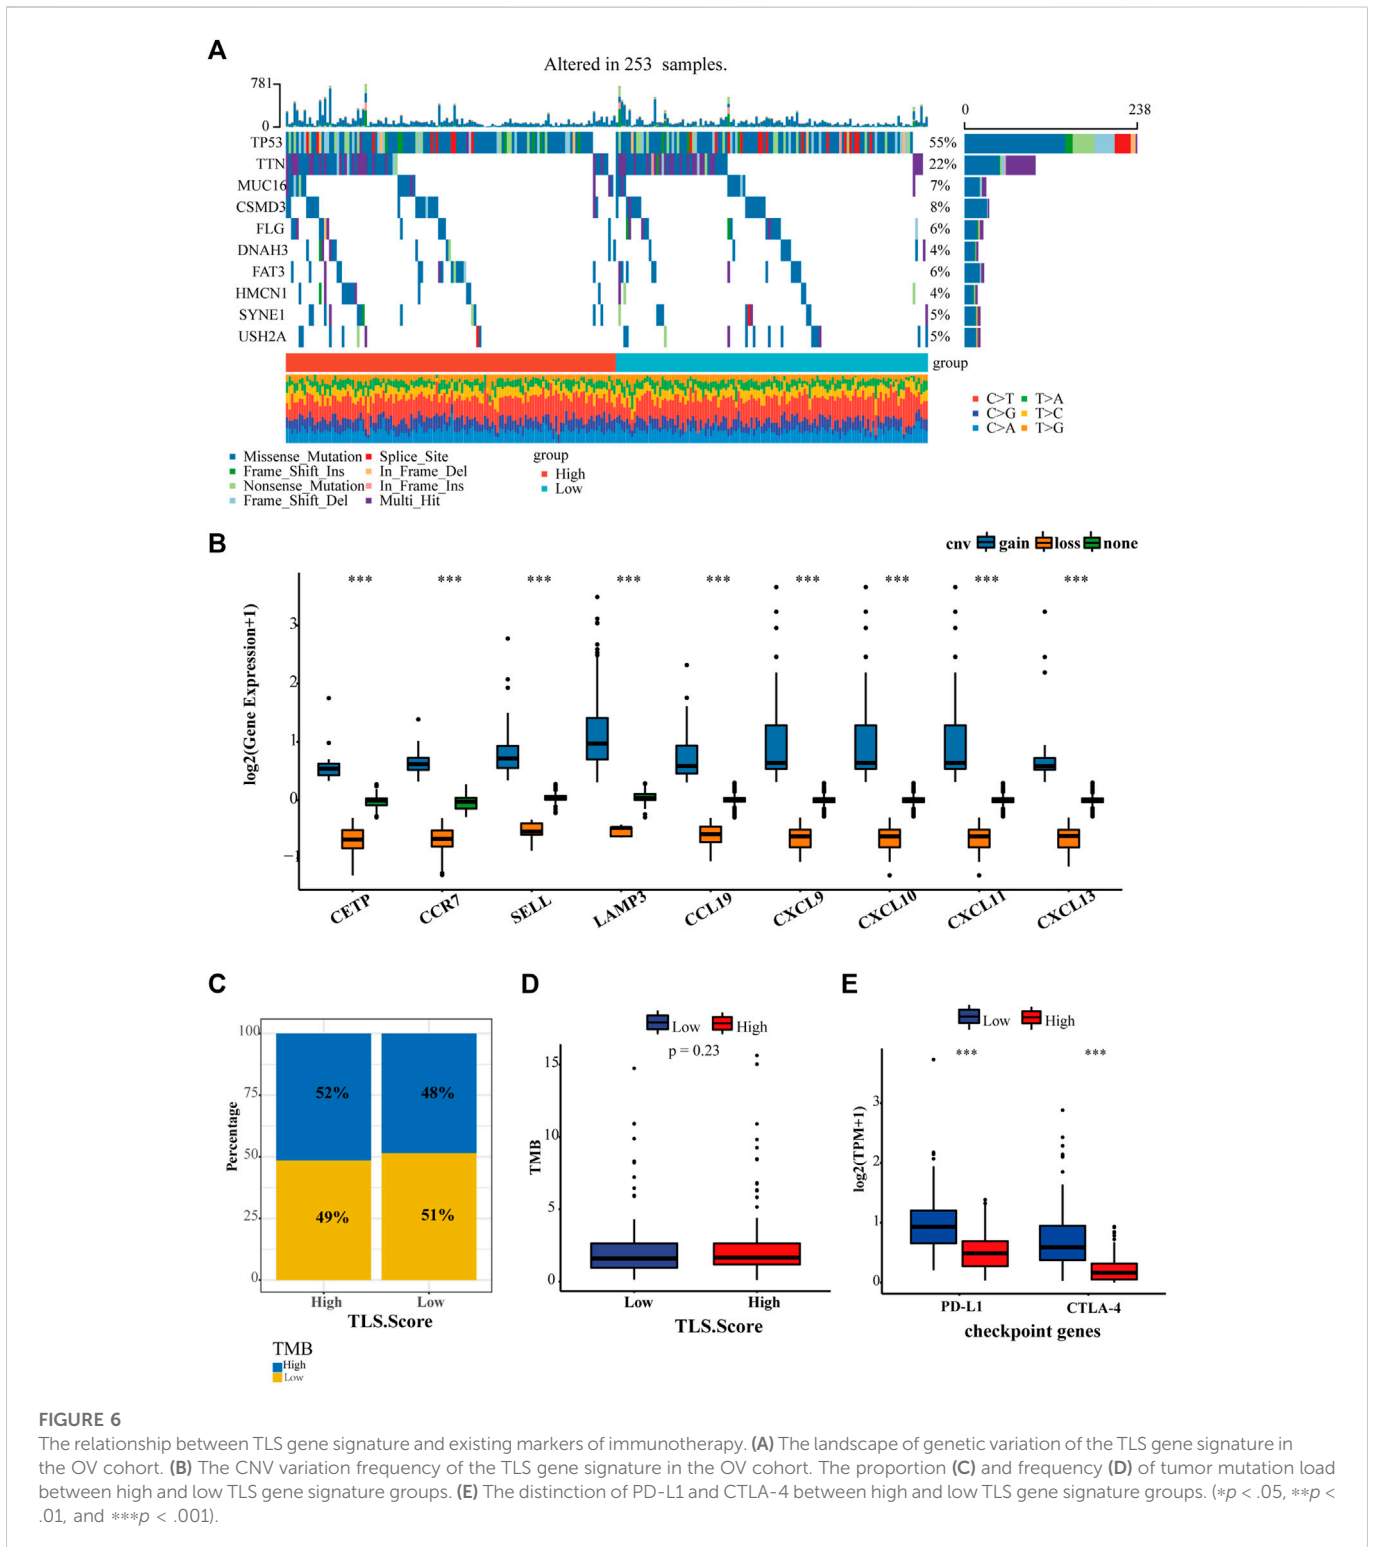 A
Altered in 253 samples.
781
0
0 238
TP53 55%
TTN 22%
MUC16 7%
CSMD3 8%
FLG 6%
DNAH3 4%
FAT3 6%
HMCN1 4%
SYNE1 5%
USH2A 5%
group
C>T T>A
C>G T>C
C>A T>G
Missense_Mutation Splice_Site
Frame_Shift_Ins In_Frame_Del
Nonsense_Mutation In_Frame_Ins
Frame_Shift_Del Multi_Hit
group
High
Low
B
cnv gain loss none
*** *** *** *** *** *** *** *** ***
log2(Gene Expression+1)
3
2
1
0
−1
CETP CCR7 SELL LAMP3 CCL19 CXCL9 CXCL10 CXCL11 CXCL13
C
Percentage
100
75
50
25
0
52% 48%
49% 51%
High Low
TLS.Score
TMB
High
Low
D
Low High
p = 0.23
TMB
15
10
5
0
Low High
TLS.Score
E
Low High
*** ***
log2(TPM+1)
3
2
1
0
PD-L1 CTLA-4
checkpoint genes
FIGURE 6
The relationship between TLS gene signature and existing markers of immunotherapy. (A) The landscape of genetic variation of the TLS gene signature in
the OV cohort. (B) The CNV variation frequency of the TLS gene signature in the OV cohort. The proportion (C) and frequency (D) of tumor mutation load
between high and low TLS gene signature groups. (E) The distinction of PD-L1 and CTLA-4 between high and low TLS gene signature groups. (∗p < .05, ∗∗p <
.01, and ∗∗∗p < .001).